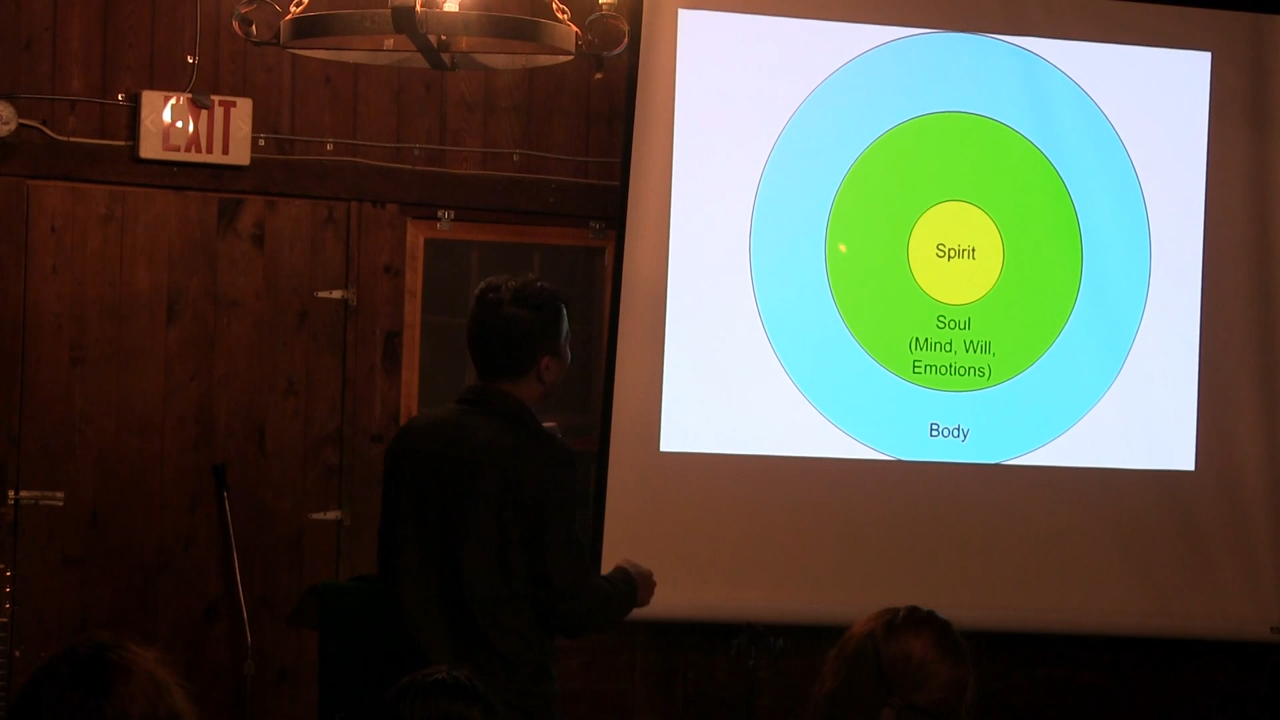 EXIT
Spirit
Soul
(Mind, Will,
Emotions)
Body